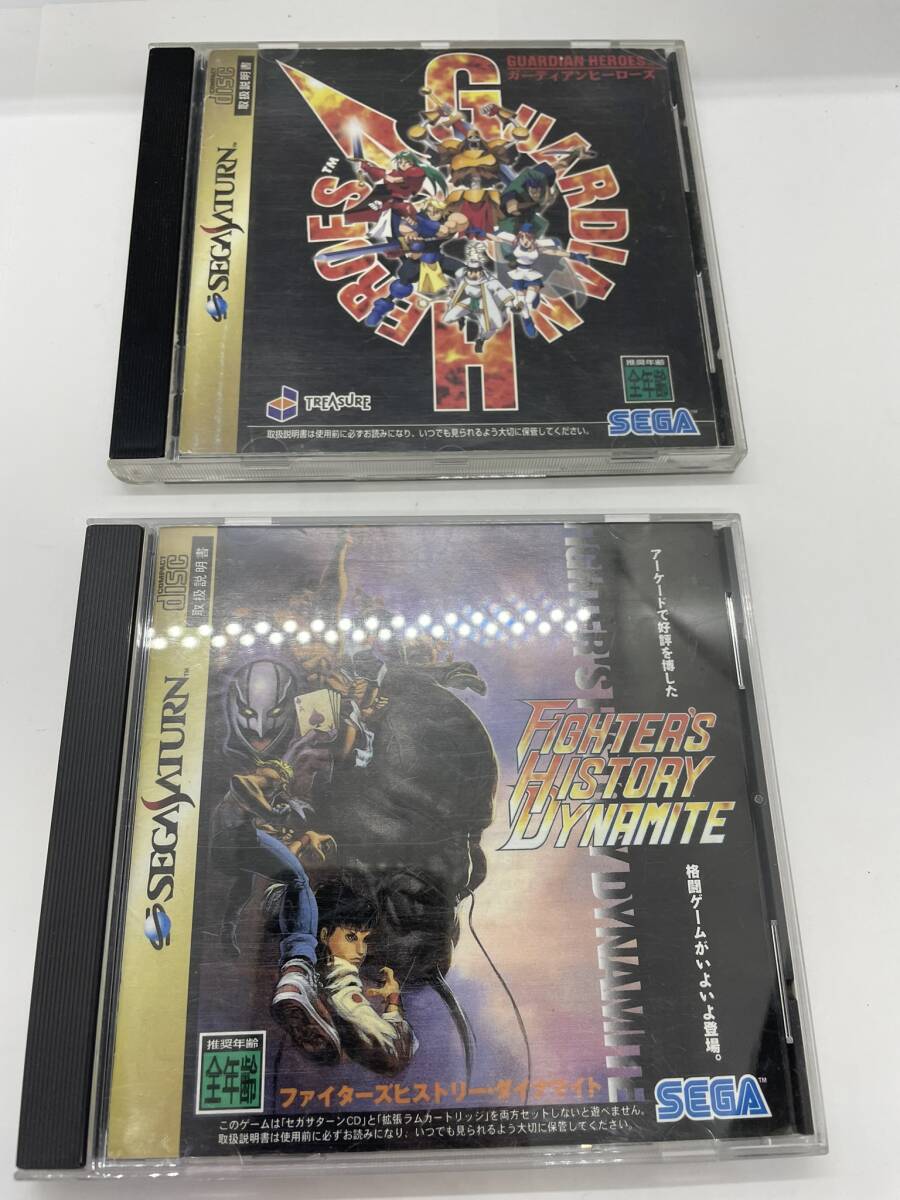 COMPACT
disc
取扱説明書
SEGA SATURN™
GUARDIAN HEROES
ガーディアンヒーローズ
GUARDIAN
HEROES™
TREASURE
推奨年齢
全年齢
SEGA™
取扱説明書は使用前に必ずお読みになり、いつでも見られるよう大切に保管してください。
COMPACT
disc
取扱説明書
SEGA SATURN™
アーケードで好評を博した
FIGHTER'S
HISTORY
DYNAMITE
格闘ゲームがいよいよ登場。
推奨年齢
全年齢
ファイターズヒストリー・ダイナマイト
SEGA™
このゲームは「セガサターンCD」と「拡張ラムカートリッジ」を両方セットしないと遊べません。
取扱説明書は使用前に必ずお読みになり、いつでも見られるよう大切に保管してください。